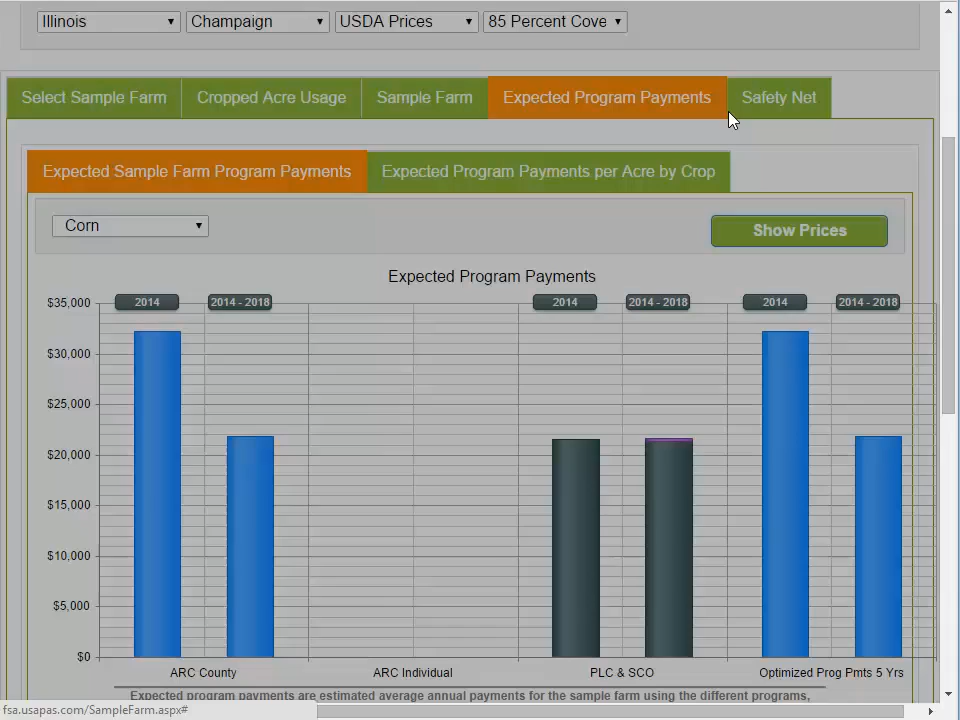 Illinois Champaign USDA Prices 85 Percent Cove
Select Sample Farm Cropped Acre Usage Sample Farm Expected Program Payments Safety Net
Expected Sample Farm Program Payments Expected Program Payments per Acre by Crop
Corn Show Prices
Expected Program Payments
$35,000 2014 2014 - 2018 2014 2014 - 2018 2014 2014 - 2018
$30,000
$25,000
$20,000
$15,000
$10,000
$5,000
$0
ARC County ARC Individual PLC & SCO Optimized Prog Pmts 5 Yrs
Expected program payments are estimated average annual payments for the sample farm using the different programs,
fsa.usapas.com/SampleFarm.aspx#